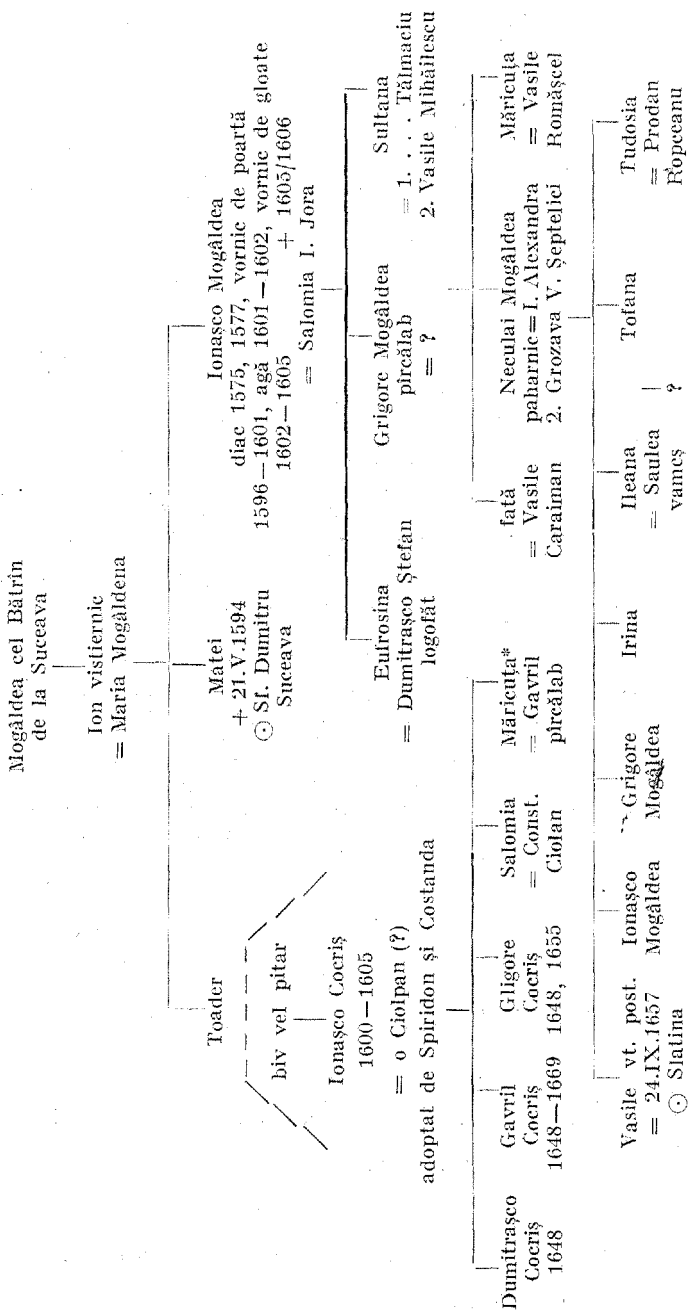 Mogâldea cel Bătrin
de la Suceava
Ion vistiernic
= Maria Mogâldena
Toader
biv vel pitar
Ionașco Cocriș
1600—1605
= o Ciolpan (?)
adoptat de Spiridon și Costanda
Matei
+ 21.V.1594
⊙ Sf. Dumitru
Suceava
Ionașco Mogâldea
diac 1575, 1577, vornic de poartă
1596—1601, agă 1601—1602, vornic de gloate
1602—1605 + 1605/1606
= Salomia I. Jora
Eufrosina
= Dumitrașco Ștefan
logofăt
Grigore Mogâldea
pîrcălab
= ?
Sultana
= 1. . . . Tălmaciu
2. Vasile Mihăilescu
Dumitrașco
Cocriș
1648
Gavril
Cocriș
1648—1669
Gligore
Cocriș
1648, 1655
Salomia
= Const.
Ciolan
Măricuța*
= Gavril
pîrcălab
fată
= Vasile
Caraiman
Neculai Mogâldea
paharnic = I. Alexandra
2. Grozava V. Șeptelici
Măricuța
= Vasile
Romășcel
Vasile vt. post.
= 24.IX.1657
⊙ Slatina
Ionașco
Mogâldea
Grigore
Mogâldea
Irina
Ileana
= Saulea
vameș
?
Tofana
Tudosia
= Prodan
Ropceanu